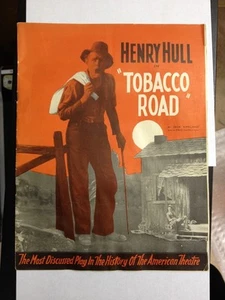 HENRY HULL
in
"TOBACCO
ROAD"
The Most Discussed Play In The History Of The American Theatre